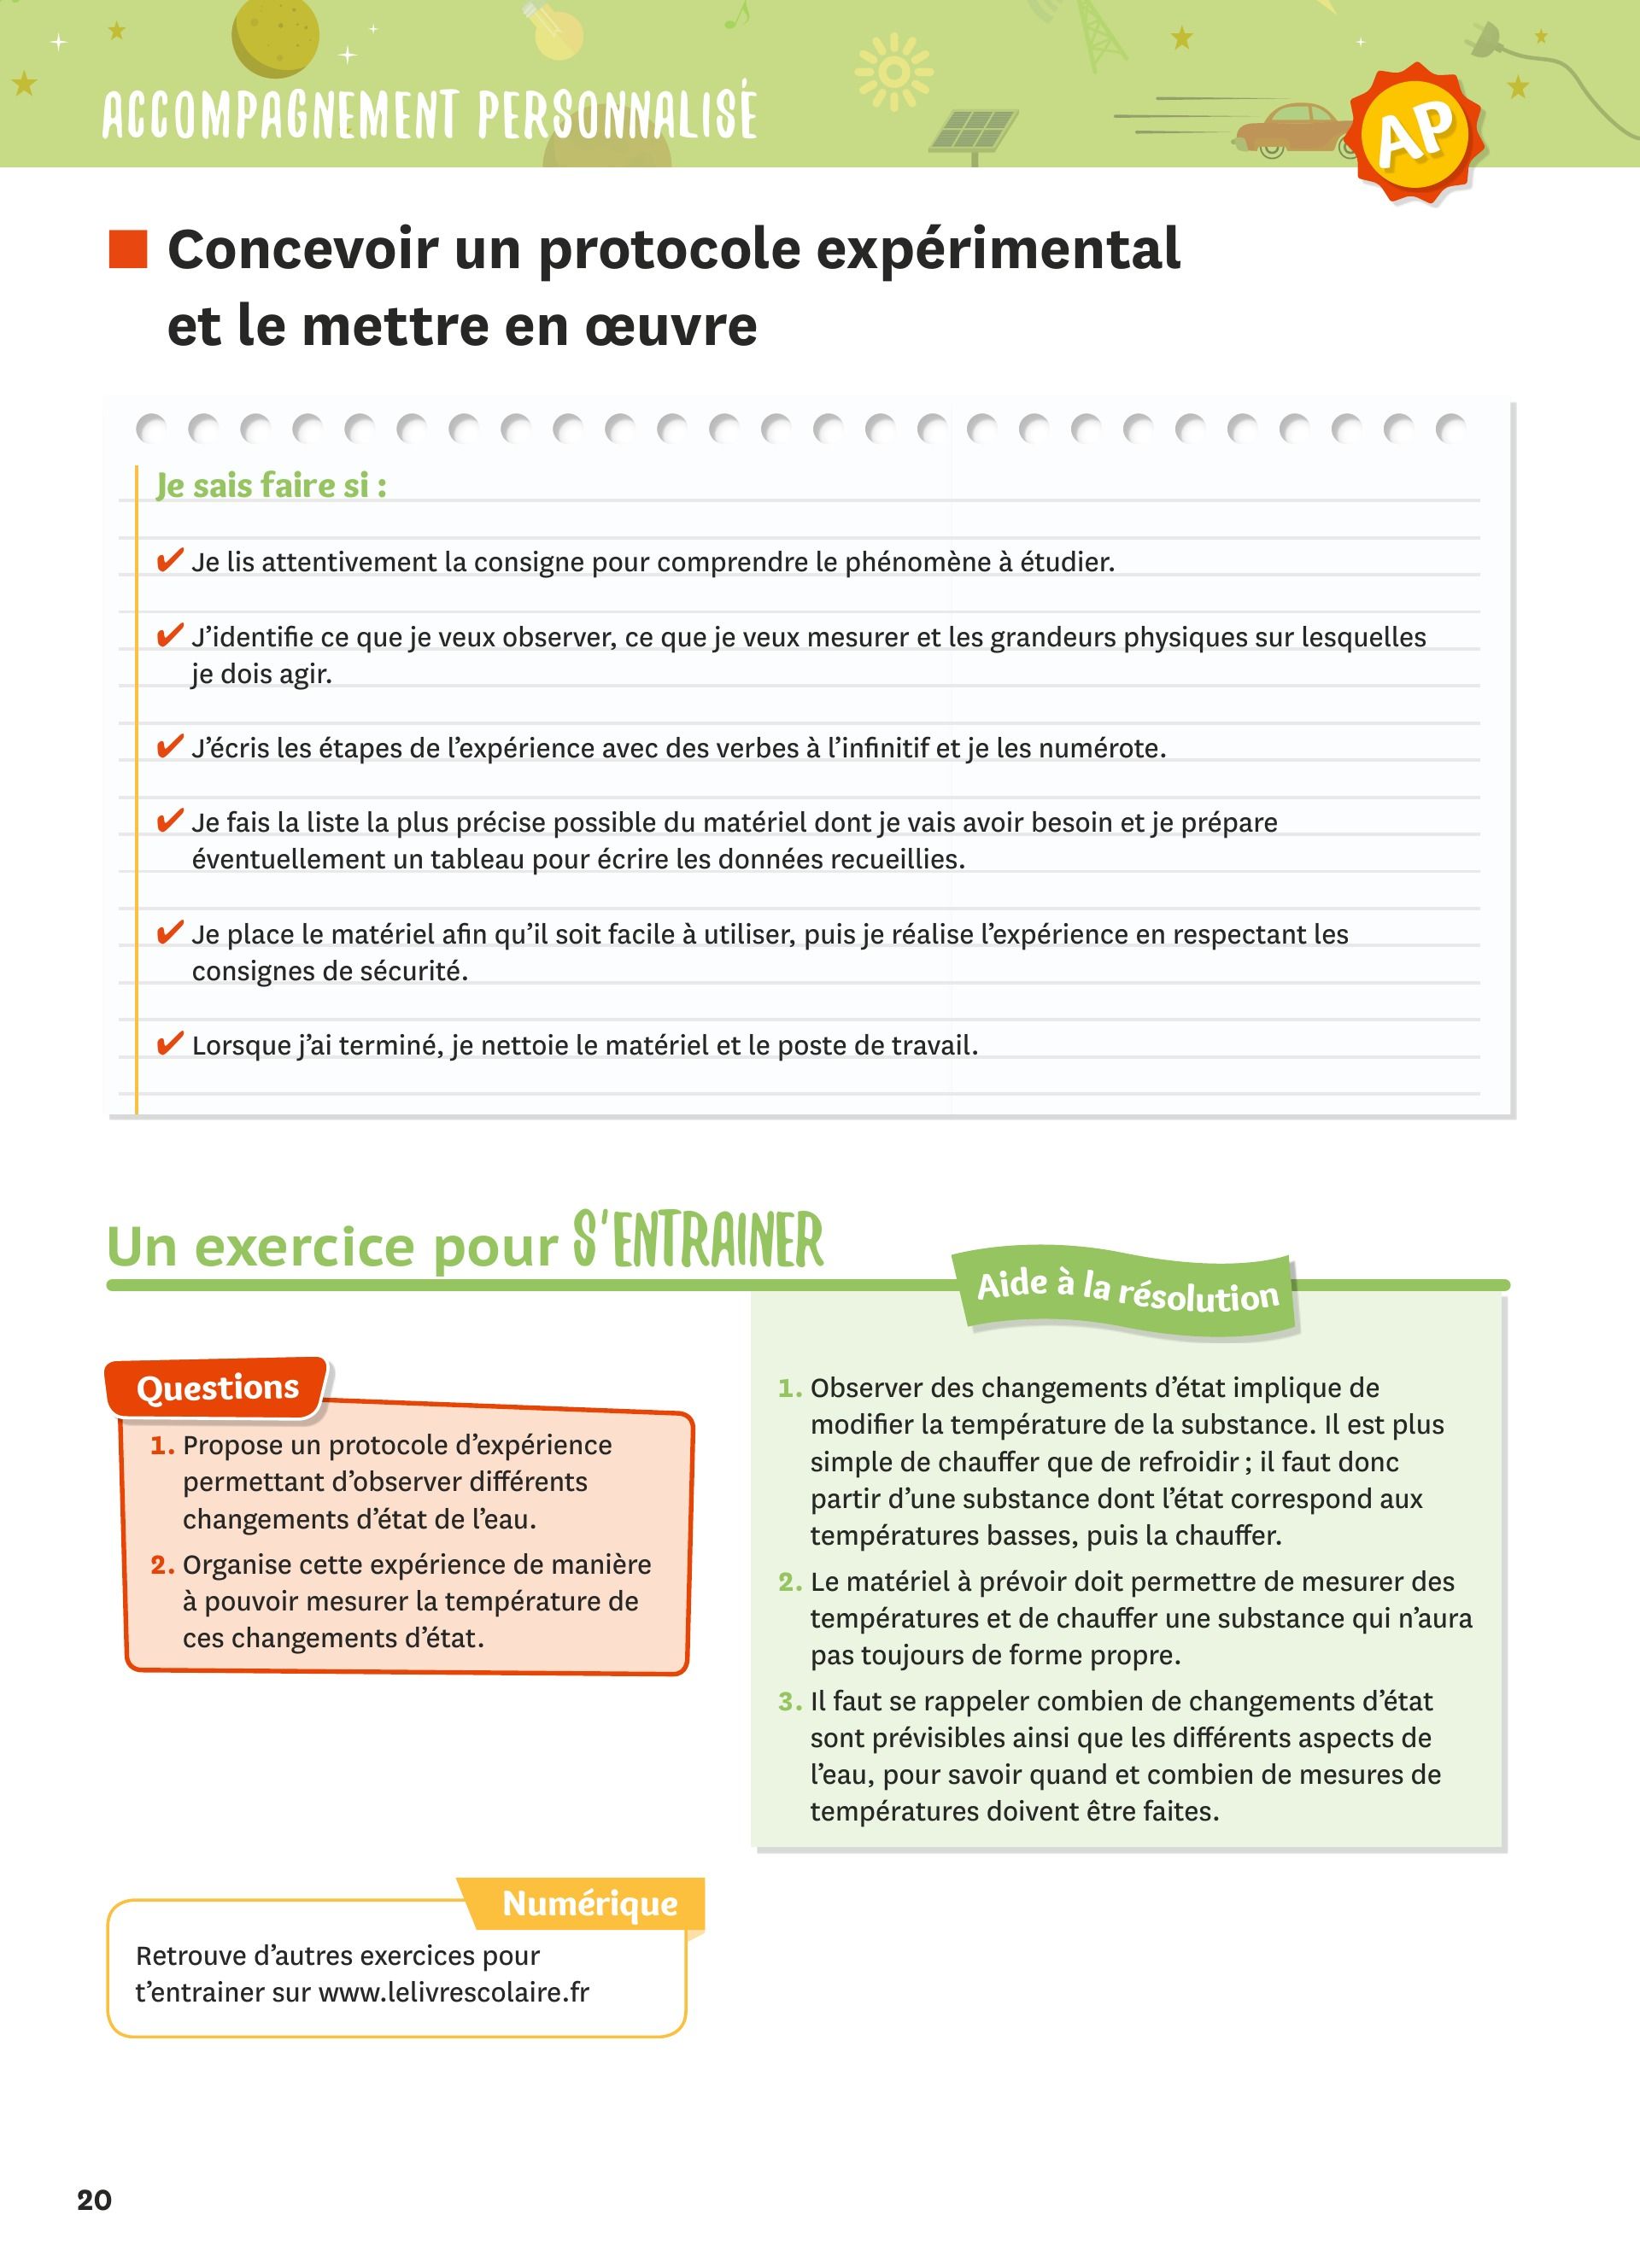 ACCOMPAGNEMENT PERSONNALISÉ
AP
Concevoir un protocole expérimental
et le mettre en œuvre
Je sais faire si :
✔ Je lis attentivement la consigne pour comprendre le phénomène à étudier.
✔ J'identifie ce que je veux observer, ce que je veux mesurer et les grandeurs physiques sur lesquelles
je dois agir.
✔ J'écris les étapes de l'expérience avec des verbes à l'infinitif et je les numérote.
✔ Je fais la liste la plus précise possible du matériel dont je vais avoir besoin et je prépare
éventuellement un tableau pour écrire les données recueillies.
✔ Je place le matériel afin qu'il soit facile à utiliser, puis je réalise l'expérience en respectant les
consignes de sécurité.
✔ Lorsque j'ai terminé, je nettoie le matériel et le poste de travail.
Un exercice pour S'ENTRAINER
Questions
1. Propose un protocole d'expérience
permettant d'observer différents
changements d'état de l'eau.
2. Organise cette expérience de manière
à pouvoir mesurer la température de
ces changements d'état.
Aide à la résolution
1. Observer des changements d'état implique de
modifier la température de la substance. Il est plus
simple de chauffer que de refroidir ; il faut donc
partir d'une substance dont l'état correspond aux
températures basses, puis la chauffer.
2. Le matériel à prévoir doit permettre de mesurer des
températures et de chauffer une substance qui n'aura
pas toujours de forme propre.
3. Il faut se rappeler combien de changements d'état
sont prévisibles ainsi que les différents aspects de
l'eau, pour savoir quand et combien de mesures de
températures doivent être faites.
Numérique
Retrouve d'autres exercices pour
t'entrainer sur www.lelivrescolaire.fr
20